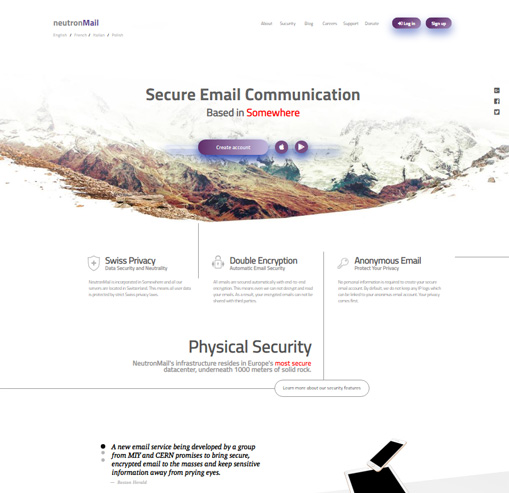 neutronMail
About Security Blog Careers Support Donate Log in Sign up
English / French / Italian / Polish
Secure Email Communication
Based in Somewhere
Create account
Swiss Privacy
Data Security and Neutrality
NeutronMail is incorporated in Somewhere and all our
servers are located in Switzerland. This means all user data
is protected by strict Swiss privacy laws.
Double Encryption
Automatic Email Security
All emails are secured automatically with end-to-end
encryption. This means even we cannot decrypt and read
your emails. As a result, your encrypted emails cannot be
shared with third parties.
Anonymous Email
Protect Your Privacy
No personal information is required to create your secure
email account. By default, we do not keep any IP logs which
can be linked to your anonymous email account. Your privacy
comes first.
Physical Security
NeutronMail's infrastructure resides in Europe's most secure
datacenter, underneath 1000 meters of solid rock.
Learn more about our security features
A new email service being developed by a group
from MIY and CERN promises to bring secure,
encrypted email to the masses and keep sensitive
information away from prying eyes.
— Boston Herald